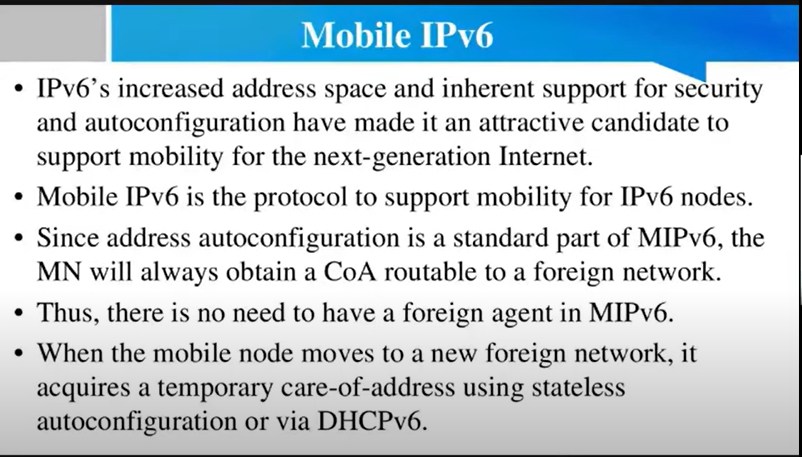 Mobile IPv6
• IPv6's increased address space and inherent support for security
and autoconfiguration have made it an attractive candidate to
support mobility for the next-generation Internet.
• Mobile IPv6 is the protocol to support mobility for IPv6 nodes.
• Since address autoconfiguration is a standard part of MIPv6, the
MN will always obtain a CoA routable to a foreign network.
• Thus, there is no need to have a foreign agent in MIPv6.
• When the mobile node moves to a new foreign network, it
acquires a temporary care-of-address using stateless
autoconfiguration or via DHCPv6.